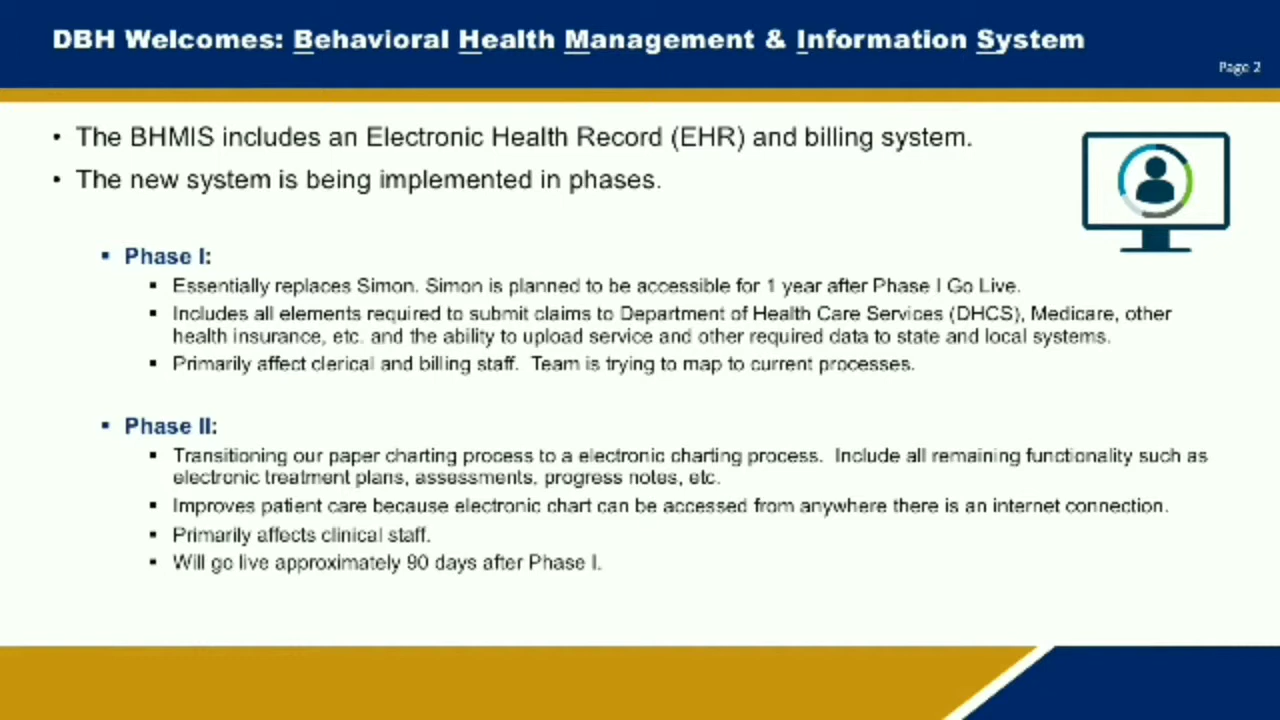 DBH Welcomes: Behavioral Health Management & Information System
Page 2
• The BHMIS includes an Electronic Health Record (EHR) and billing system.
• The new system is being implemented in phases.
▪ Phase I:
▪ Essentially replaces Simon. Simon is planned to be accessible for 1 year after Phase I Go Live.
▪ Includes all elements required to submit claims to Department of Health Care Services (DHCS), Medicare, other
health insurance, etc. and the ability to upload service and other required data to state and local systems.
▪ Primarily affect clerical and billing staff. Team is trying to map to current processes.
▪ Phase II:
▪ Transitioning our paper charting process to a electronic charting process. Include all remaining functionality such as
electronic treatment plans, assessments, progress notes, etc.
▪ Improves patient care because electronic chart can be accessed from anywhere there is an internet connection.
▪ Primarily affects clinical staff.
▪ Will go live approximately 90 days after Phase I.